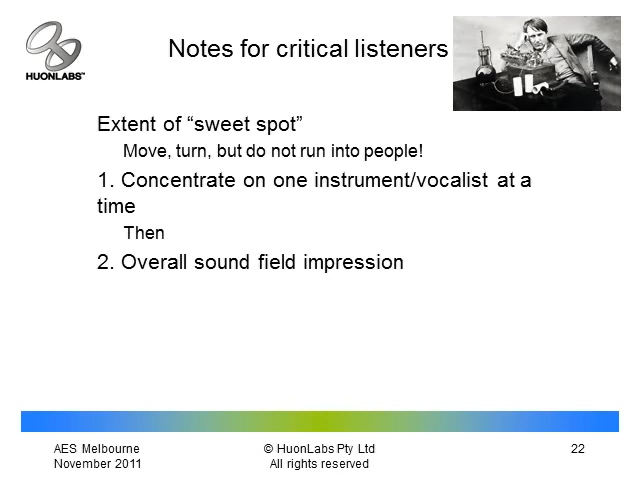 Notes for critical listeners
HUONLABS™
Extent of “sweet spot”
Move, turn, but do not run into people!
1. Concentrate on one instrument/vocalist at a
time
Then
2. Overall sound field impression
AES Melbourne
November 2011
© HuonLabs Pty Ltd
All rights reserved
22